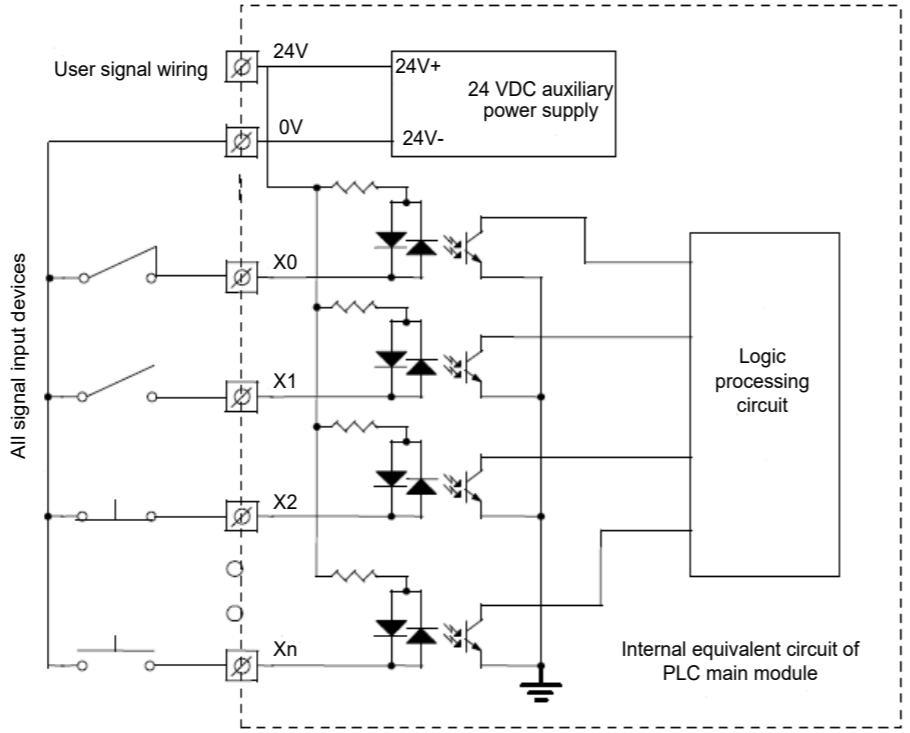 24V
User signal wiring
24V+
24 VDC auxiliary
power supply
0V
24V-
X0
All signal input devices
X1
Logic
processing
circuit
X2
Xn
Internal equivalent circuit of
PLC main module